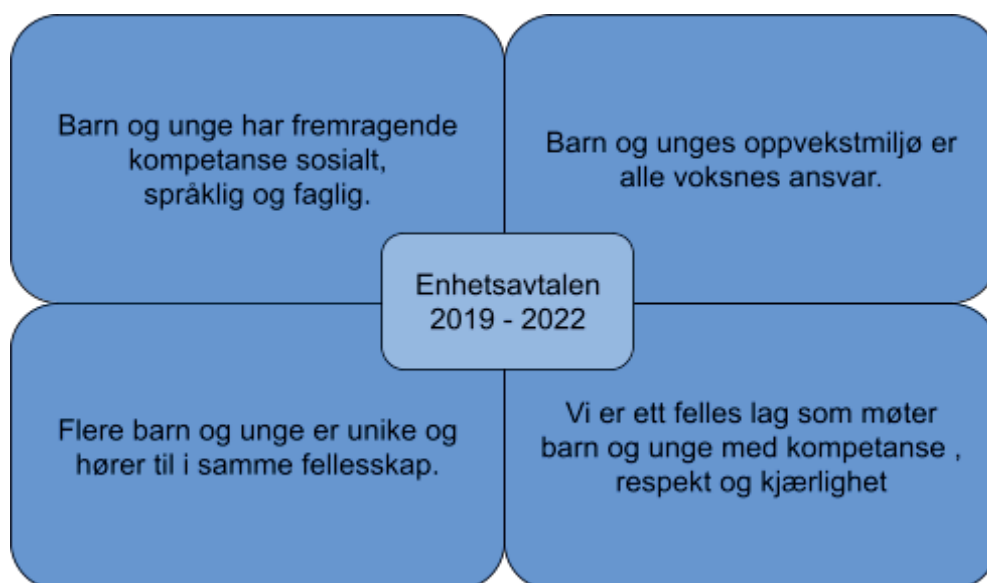 Barn og unge har fremragende
kompetanse sosialt,
språklig og faglig.
Barn og unges oppvekstmiljø er
alle voksnes ansvar.
Enhetsavtalen
2019 - 2022
Flere barn og unge er unike og
hører til i samme fellesskap.
Vi er ett felles lag som møter
barn og unge med kompetanse ,
respekt og kjærlighet